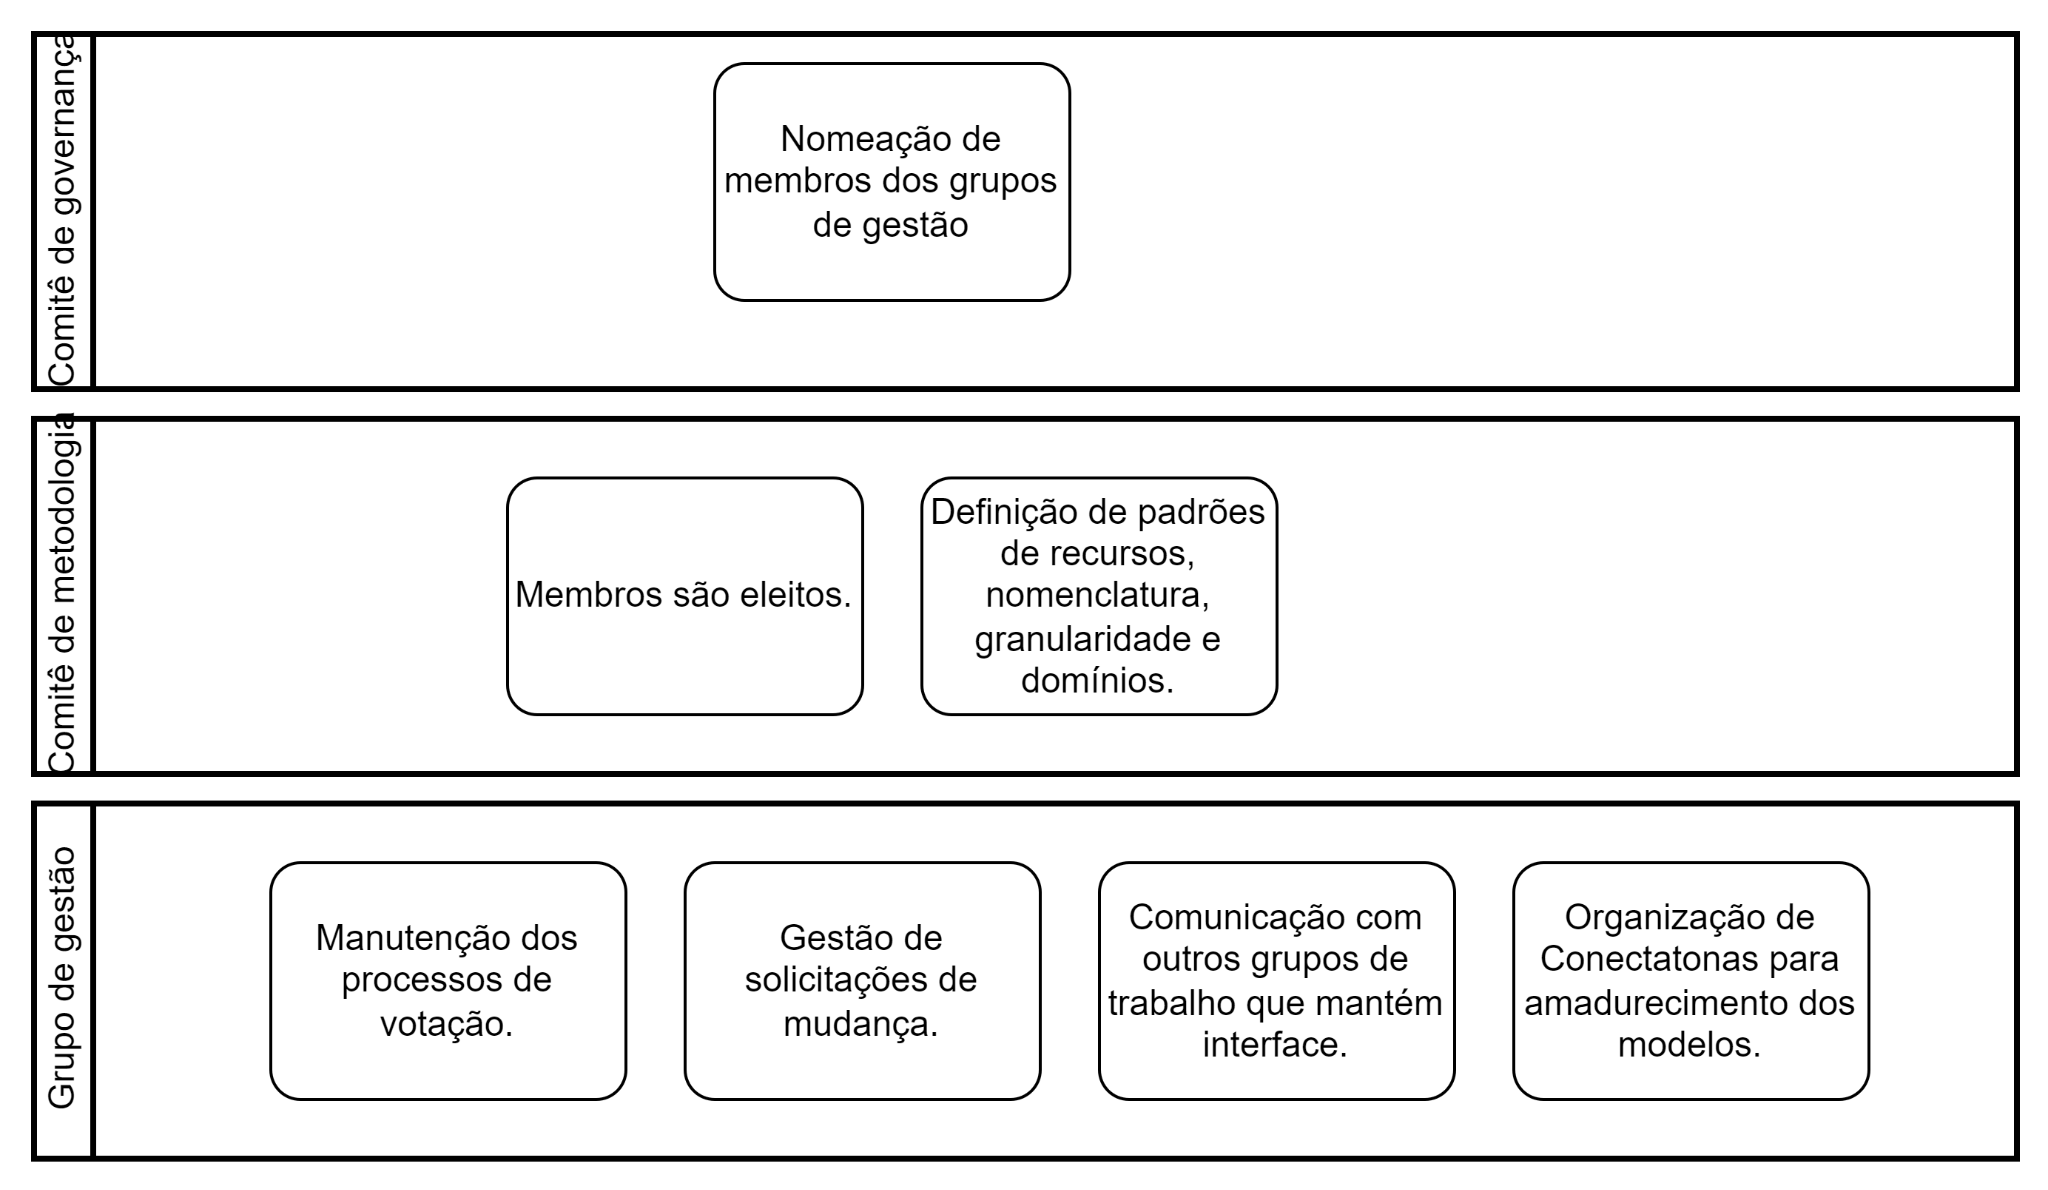 Comitê de governança
Nomeação de
membros dos grupos
de gestão
Comitê de metodologia
Membros são eleitos.
Definição de padrões
de recursos,
nomenclatura,
granularidade e
domínios.
Grupo de gestão
Manutenção dos
processos de
votação.
Gestão de
solicitações de
mudança.
Comunicação com
outros grupos de
trabalho que mantém
interface.
Organização de
Conectatonas para
amadurecimento dos
modelos.